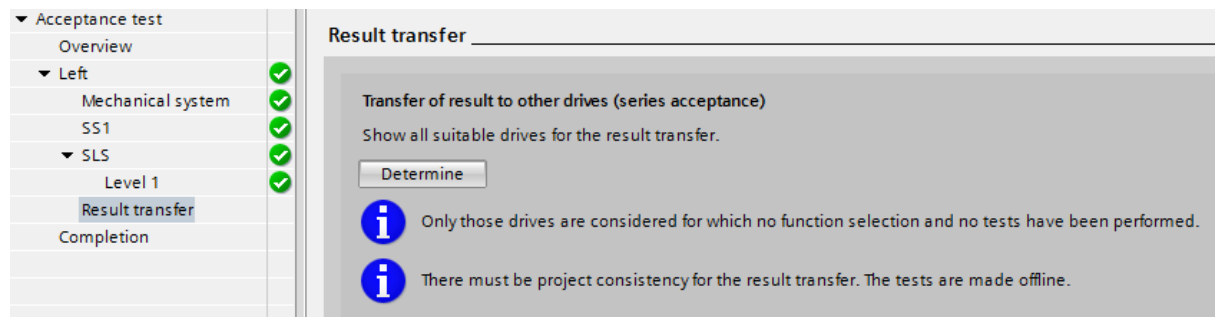 Acceptance test
Overview
Left
Mechanical system
SS1
SLS
Level 1
Result transfer
Completion
Result transfer
Transfer of result to other drives (series acceptance)
Show all suitable drives for the result transfer.
Determine
Only those drives are considered for which no function selection and no tests have been performed.
There must be project consistency for the result transfer. The tests are made offline.